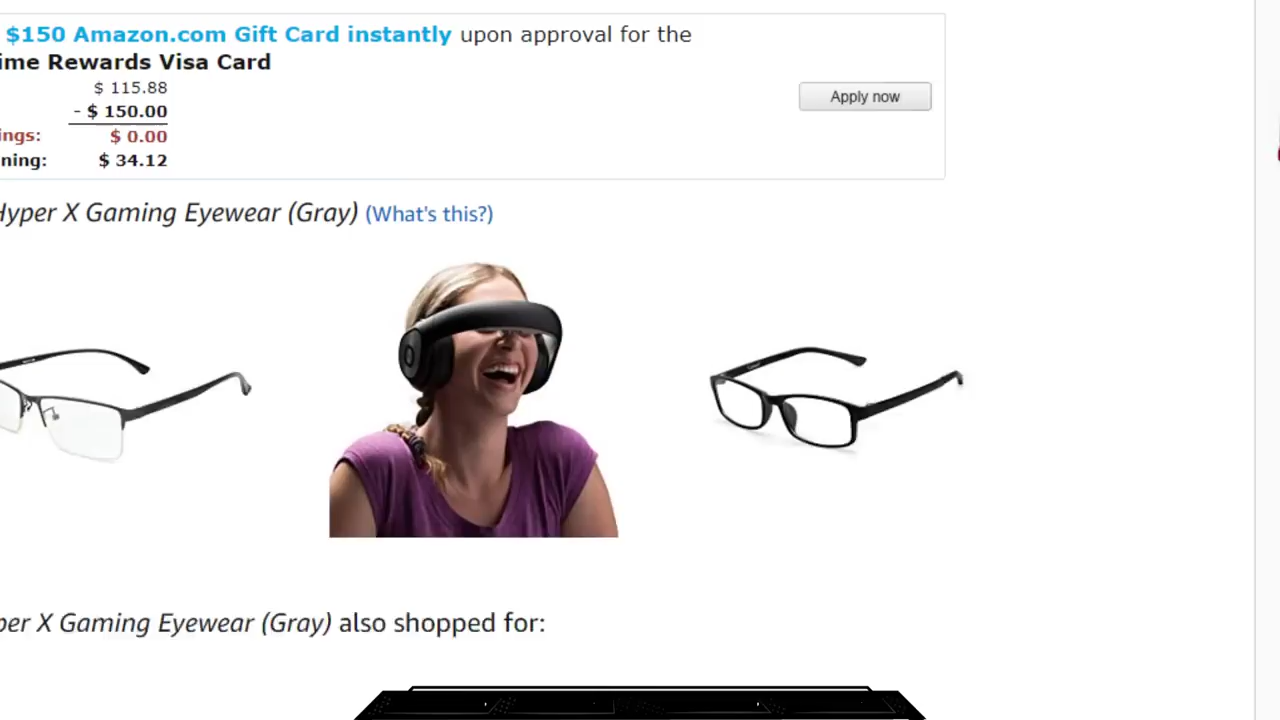 $150 Amazon.com Gift Card instantly upon approval for the
ime Rewards Visa Card
$ 115.88
- $ 150.00
Apply now
ings: $ 0.00
ning: $ 34.12
Hyper X Gaming Eyewear (Gray) (What's this?)
per X Gaming Eyewear (Gray) also shopped for: